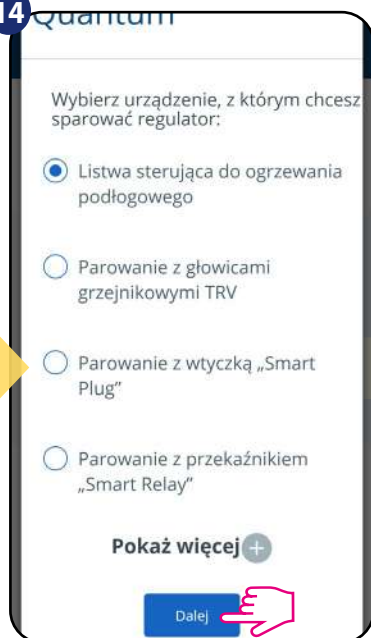 14
Quantum
Wybierz urządzenie, z którym chcesz
sparować regulator:
Listwa sterująca do ogrzewania
podłogowego
Parowanie z głowicami
grzejnikowymi TRV
Parowanie z wtyczką „Smart
Plug”
Parowanie z przekaźnikiem
„Smart Relay”
Pokaż więcej +
Dalej